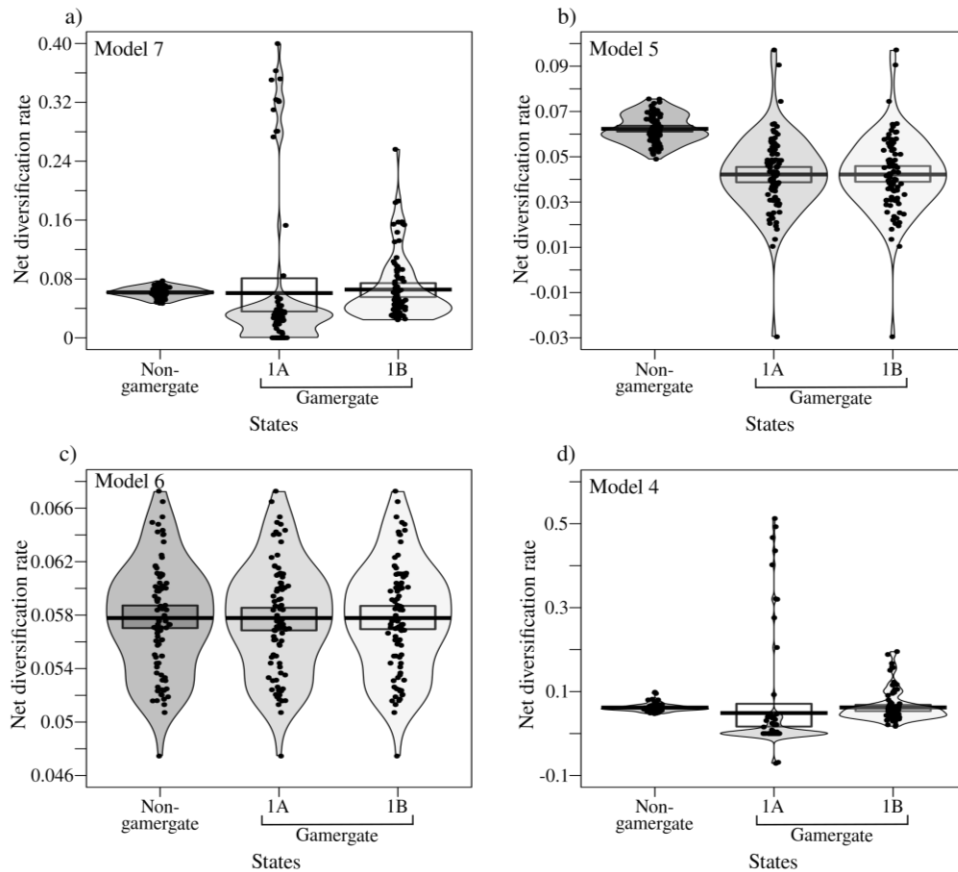 a)
Model 7
Net diversification rate
0.40
0.32
0.24
0.16
0.08
0
Non-
gamergate
1A
1B
Gamergate
States
b)
Model 5
Net diversification rate
0.09
0.07
0.05
0.03
0.01
-0.01
-0.03
Non-
gamergate
1A
1B
Gamergate
States
c)
Model 6
Net diversification rate
0.066
0.062
0.058
0.054
0.05
0.046
Non-
gamergate
1A
1B
Gamergate
States
d)
Model 4
Net diversification rate
0.5
0.3
0.1
-0.1
Non-
gamergate
1A
1B
Gamergate
States